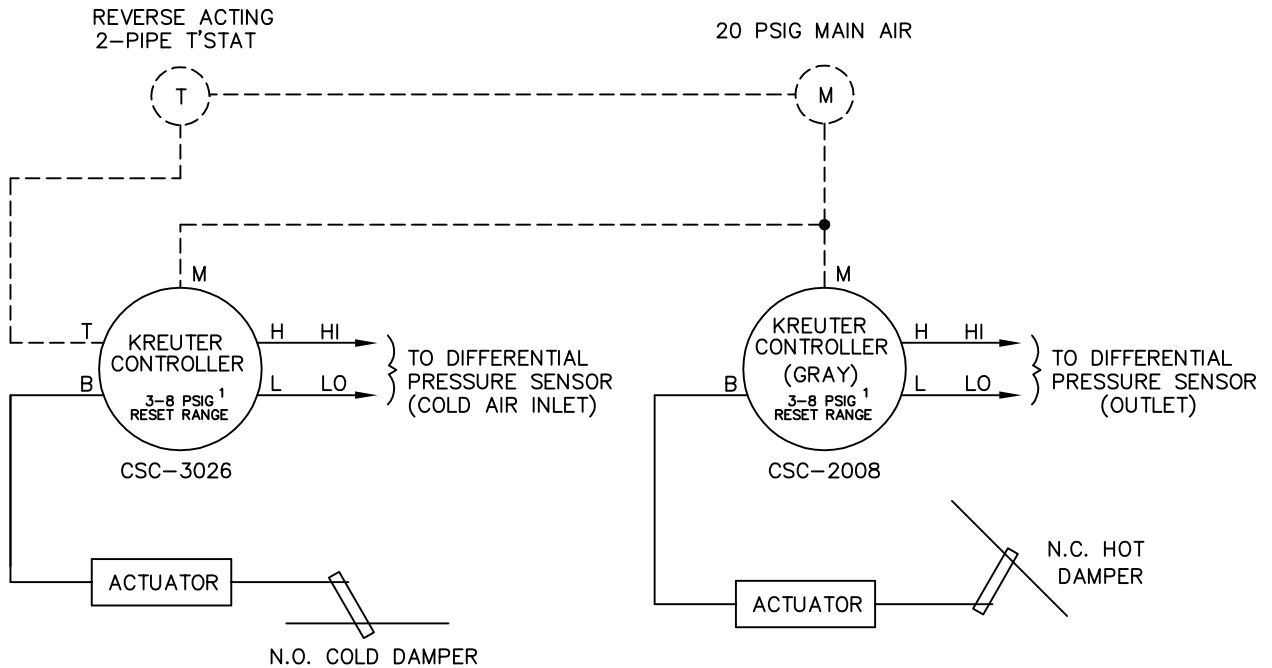 REVERSE ACTING
2-PIPE T'STAT
20 PSIG MAIN AIR
T
M
M
M
T
KREUTER
CONTROLLER
3-8 PSIG 1
RESET RANGE
H HI
B
L LO
TO DIFFERENTIAL
PRESSURE SENSOR
(COLD AIR INLET)
CSC-3026
KREUTER
CONTROLLER
(GRAY)
3-8 PSIG 1
RESET RANGE
H HI
B
L LO
TO DIFFERENTIAL
PRESSURE SENSOR
(OUTLET)
CSC-2008
ACTUATOR
N.O. COLD DAMPER
ACTUATOR
N.C. HOT
DAMPER